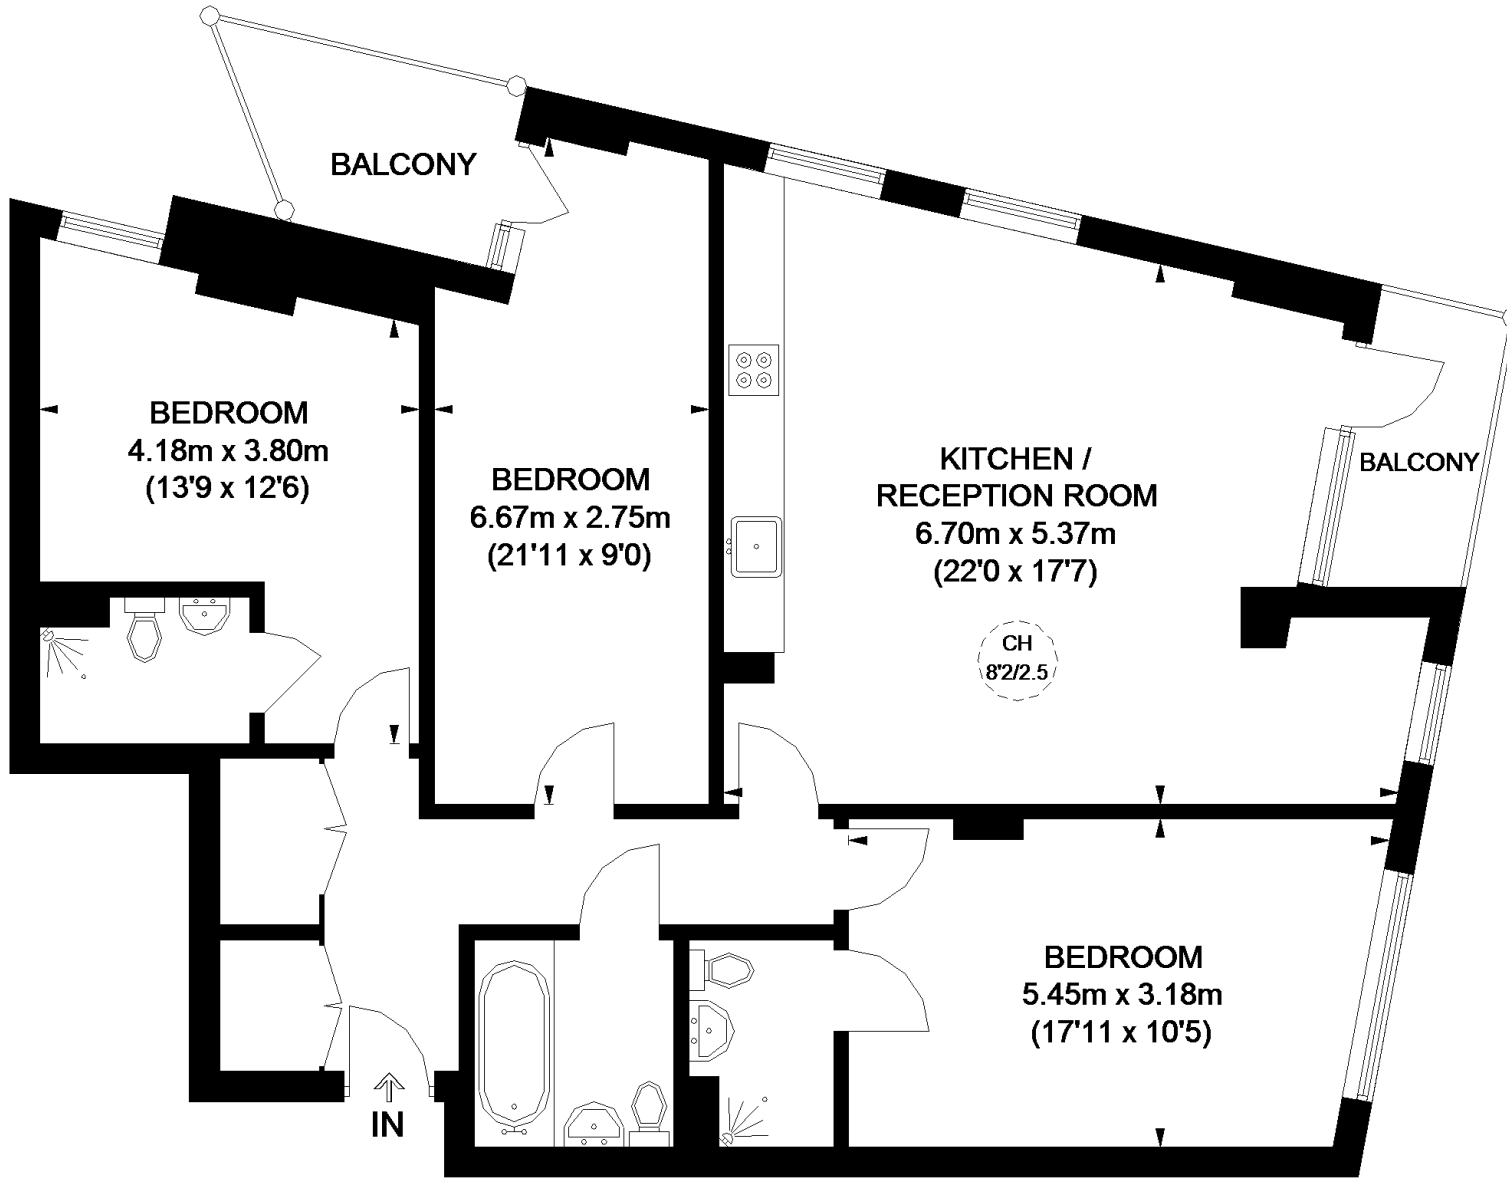 BALCONY
BEDROOM
4.18m x 3.80m
(13'9 x 12'6)
BEDROOM
6.67m x 2.75m
(21'11 x 9'0)
KITCHEN /
RECEPTION ROOM
6.70m x 5.37m
(22'0 x 17'7)
CH
8'2/2.5
BALCONY
BEDROOM
5.45m x 3.18m
(17'11 x 10'5)
IN